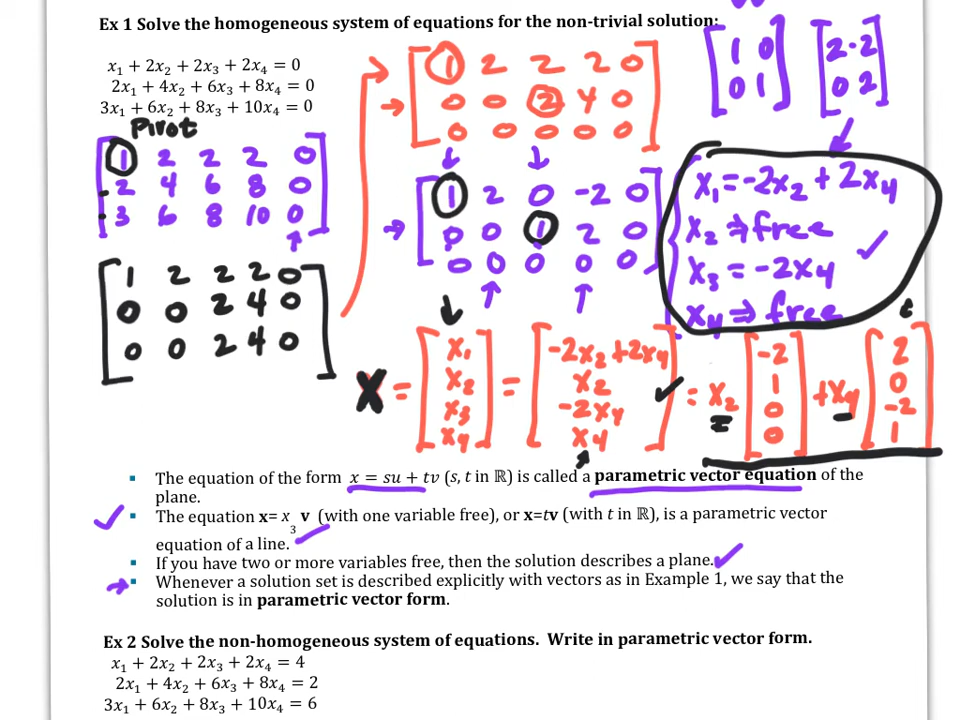 Ex 1 Solve the homogeneous system of equations for the non-trivial solution:
x₁ + 2x₂ + 2x₃ + 2x₄ = 0
2x₁ + 4x₂ + 6x₃ + 8x₄ = 0
3x₁ + 6x₂ + 8x₃ + 10x₄ = 0
Pivot
1 2 2 2 0
2 4 6 8 0
3 6 8 10 0
1 2 2 2 0
0 0 2 4 0
0 0 2 4 0
1 2 2 2 0
0 0 2 4 0
0 0 0 0 0
1 2 0 -2 0
0 0 1 2 0
0 0 0 0 0
1 0
0 1
2 -2
0 2
x₁ = -2x₂ + 2x₄
x₂ ⇒ free
x₃ = -2x₄
x₄ ⇒ free
X = [x₁ x₂ x₃ x₄] = [-2x₂+2x₄ x₂ -2x₄ x₄] = x₂ [-2 1 0 0] + x₄ [2 0 -2 1]
t
▪ The equation of the form x = su + tv (s, t in ℝ) is called a parametric vector equation of the
plane.
▪ The equation x= x₃ v (with one variable free), or x=tv (with t in ℝ), is a parametric vector
equation of a line.
▪ If you have two or more variables free, then the solution describes a plane.
▪ Whenever a solution set is described explicitly with vectors as in Example 1, we say that the
solution is in parametric vector form.
Ex 2 Solve the non-homogeneous system of equations. Write in parametric vector form.
x₁ + 2x₂ + 2x₃ + 2x₄ = 4
2x₁ + 4x₂ + 6x₃ + 8x₄ = 2
3x₁ + 6x₂ + 8x₃ + 10x₄ = 6